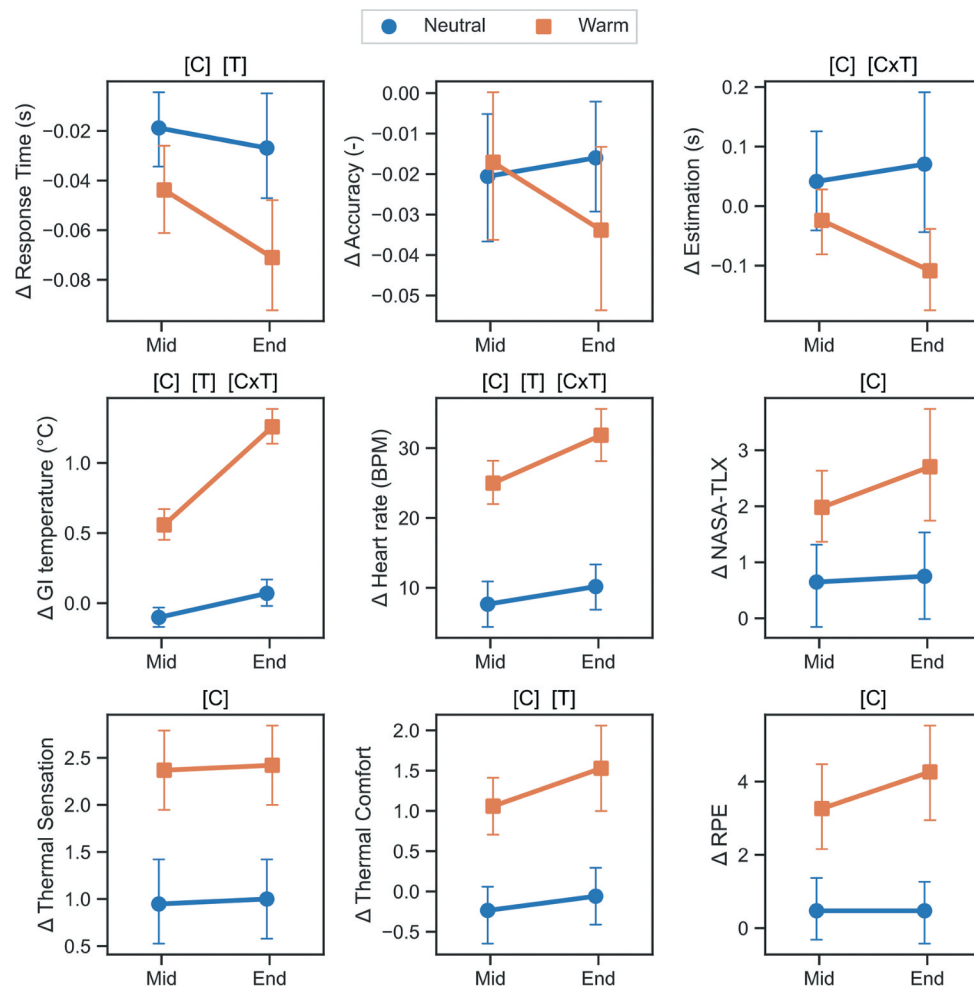 Neutral Warm
[C] [T]
Δ Response Time (s)
−0.02
−0.04
−0.06
−0.08
Mid End
Δ Accuracy (-)
0.00
−0.01
−0.02
−0.03
−0.04
−0.05
Mid End
[C] [CxT]
Δ Estimation (s)
0.2
0.1
0.0
−0.1
Mid End
[C] [T] [CxT]
Δ GI temperature (°C)
1.0
0.5
0.0
Mid End
[C] [T] [CxT]
Δ Heart rate (BPM)
30
20
10
Mid End
[C]
Δ NASA-TLX
3
2
1
0
Mid End
[C]
Δ Thermal Sensation
2.5
2.0
1.5
1.0
0.5
Mid End
[C] [T]
Δ Thermal Comfort
2.0
1.5
1.0
0.5
0.0
−0.5
Mid End
[C]
Δ RPE
4
2
0
Mid End